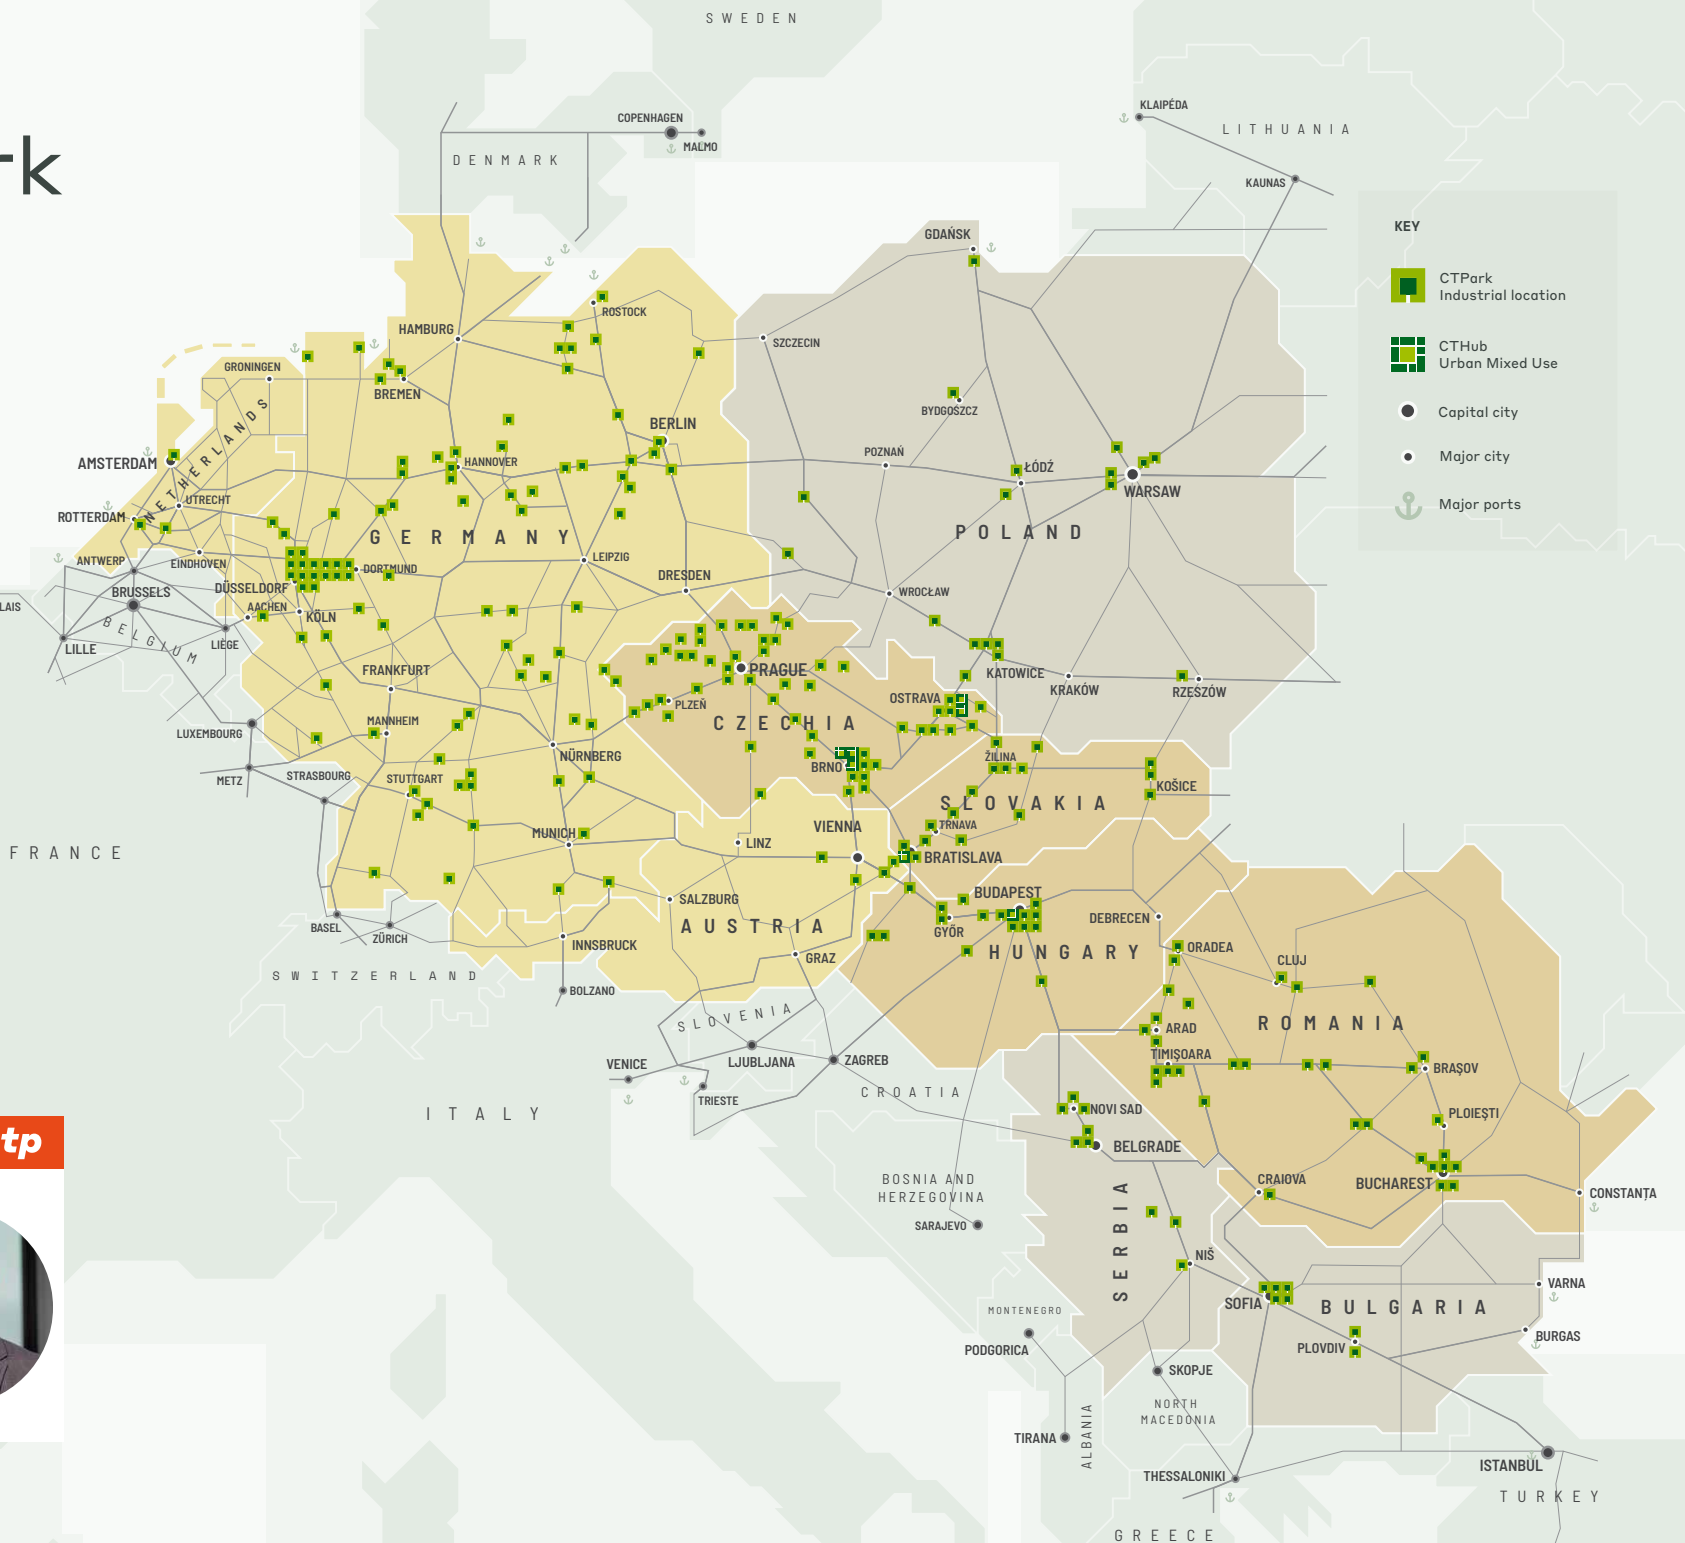 SWEDEN
rk
COPENHAGEN
MALMO
DENMARK
KLAIPĖDA
LITHUANIA
KAUNAS
KEY
CTPark
Industrial location
CTHub
Urban Mixed Use
Capital city
Major city
Major ports
GDAŃSK
ROSTOCK
HAMBURG
SZCZECIN
GRONINGEN
BREMEN
BYDGOSZCZ
BERLIN
NETHERLANDS
AMSTERDAM
HANNOVER
POZNAŃ
ŁÓDŹ
WARSAW
UTRECHT
ROTTERDAM
GERMANY
POLAND
ANTWERP
EINDHOVEN
DORTMUND
LEIPZIG
DRESDEN
BRUSSELS
DÜSSELDORF
WROCŁAW
LAIS
AACHEN
KÖLN
BELGIUM
LIÈGE
LILLE
FRANKFURT
PRAGUE
KATOWICE
KRAKÓW
RZESZÓW
OSTRAVA
PLZEŇ
CZECHIA
LUXEMBOURG
MANNHEIM
NÜRNBERG
ŽILINA
BRNO
METZ
STRASBOURG
STUTTGART
KOŠICE
SLOVAKIA
VIENNA
TRNAVA
MUNICH
LINZ
BRATISLAVA
FRANCE
BUDAPEST
SALZBURG
DEBRECEN
AUSTRIA
GYŐR
BASEL
ZÜRICH
INNSBRUCK
HUNGARY
ORADEA
GRAZ
CLUJ
SWITZERLAND
BOLZANO
SLOVENIA
ROMANIA
ARAD
TIMIȘOARA
VENICE
LJUBLJANA
ZAGREB
BRAȘOV
CROATIA
TRIESTE
ITALY
NOVI SAD
PLOIEȘTI
tp
BELGRADE
BOSNIA AND
HERZEGOVINA
CRAIOVA
BUCHAREST
CONSTANȚA
SARAJEVO
SERBIA
NIŠ
VARNA
SOFIA
BULGARIA
MONTENEGRO
BURGAS
PODGORICA
PLOVDIV
SKOPJE
NORTH
MACEDONIA
TIRANA
ALBANIA
ISTANBUL
THESSALONIKI
TURKEY
GREECE